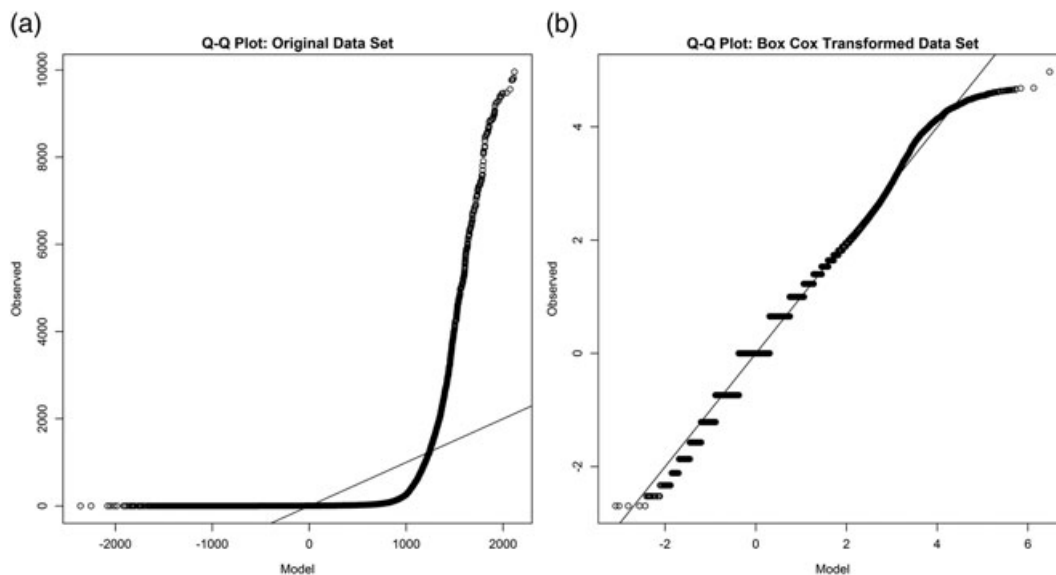 (a)
Q-Q Plot: Original Data Set
Observed
10000
8000
6000
4000
2000
0
-2000
-1000
0
1000
2000
Model
(b)
Q-Q Plot: Box Cox Transformed Data Set
Observed
4
2
0
-2
-2
0
2
4
6
Model